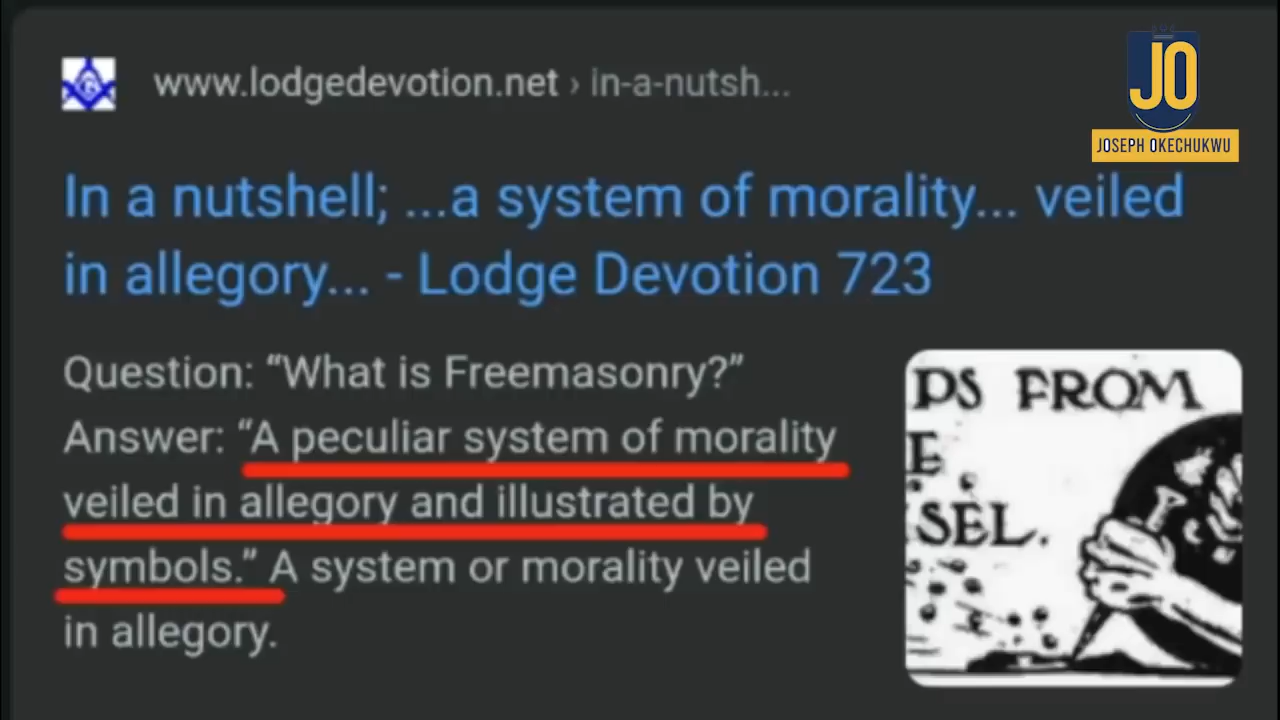 www.lodgedevotion.net › in-a-nutsh...
JO
JOSEPH OKECHUKWU
In a nutshell; ...a system of morality... veiled
in allegory... - Lodge Devotion 723
Question: “What is Freemasonry?”
Answer: “A peculiar system of morality
veiled in allegory and illustrated by
symbols.” A system or morality veiled
in allegory.
PS FROM
E
SEL.